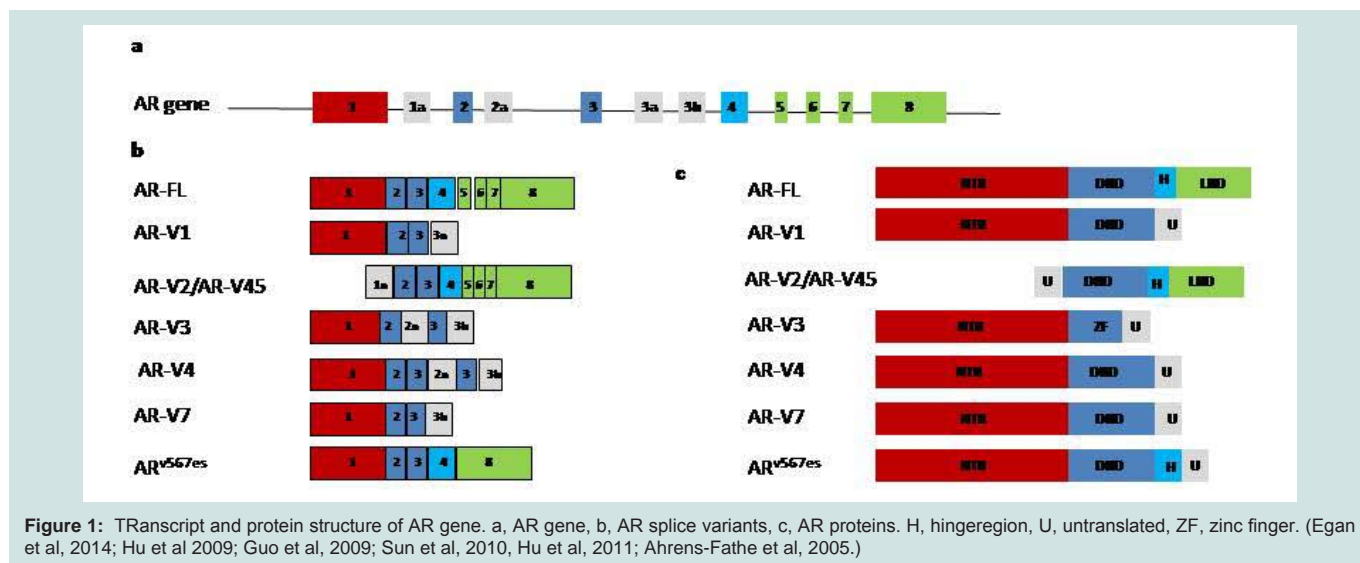 a
AR gene 1 1a 2 2a 3 3a 3b 4 5 6 7 8
b
AR-FL 1 2 3 4 5 6 7 8
AR-V1 1 2 3 3a
AR-V2/AR-V45 1a 2 3 4 5 6 7 8
AR-V3 1 2 2a 3 3b
AR-V4 1 2 3 2a 3 3b
AR-V7 1 2 3 3b
ARv567es 1 2 3 4 8
c
AR-FL H
AR-V1 U
AR-V2/AR-V45 U H
AR-V3 ZF U
AR-V4 U
AR-V7 U
ARv567es H U
Figure 1: TRanscript and protein structure of AR gene. a, AR gene, b, AR splice variants, c, AR proteins. H, hingeregion, U, untranslated, ZF, zinc finger. (Egan
et al, 2014; Hu et al 2009; Guo et al, 2009; Sun et al, 2010, Hu et al, 2011; Ahrens-Fathe et al, 2005.)